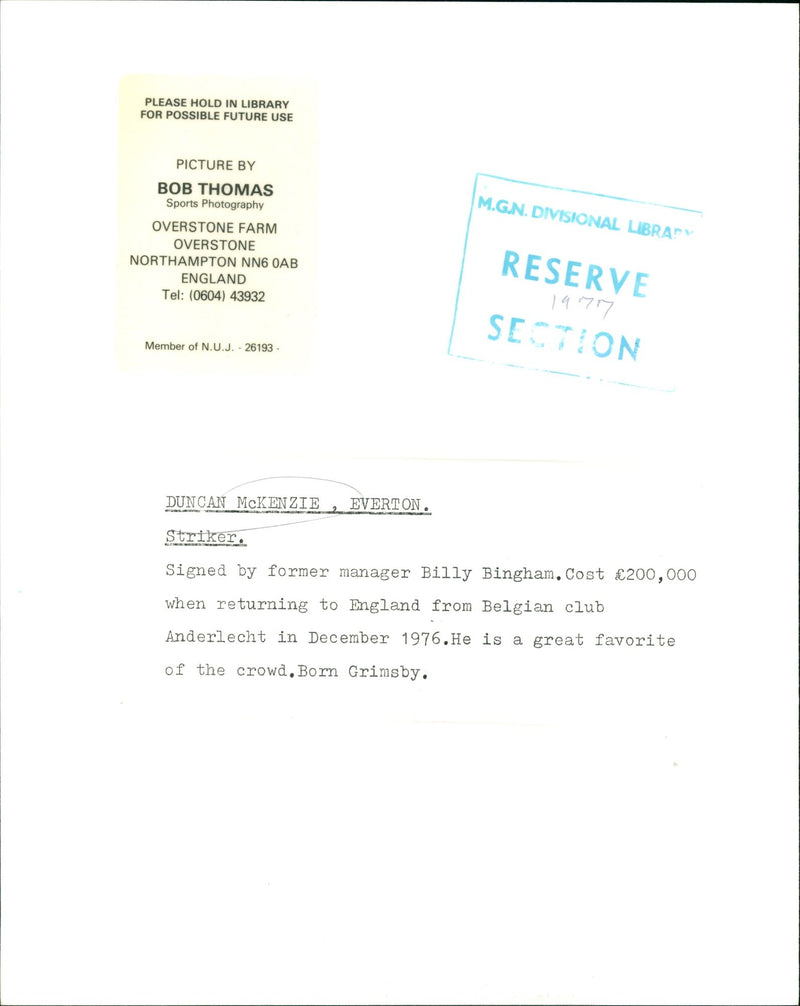 PLEASE HOLD IN LIBRARY
FOR POSSIBLE FUTURE USE
PICTURE BY
BOB THOMAS
Sports Photography
OVERSTONE FARM
OVERSTONE
NORTHAMPTON NN6 0AB
ENGLAND
Tel: (0604) 43932
Member of N.U.J. - 26193 -
M.G.N. DIVISIONAL LIBRARY
RESERVE
1977
SECTION
DUNCAN McKENZIE , EVERTON.
Striker.
Signed by former manager Billy Bingham.Cost £200,000
when returning to England from Belgian club
Anderlecht in December 1976.He is a great favorite
of the crowd.Born Grimsby.